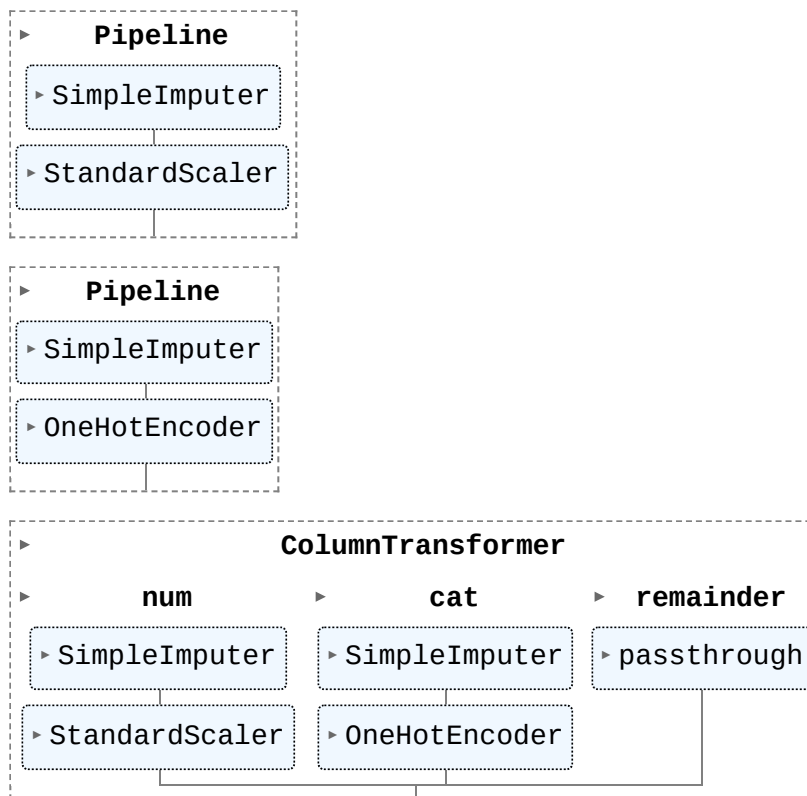 Pipeline
SimpleImputer
StandardScaler
Pipeline
SimpleImputer
OneHotEncoder
ColumnTransformer
num cat remainder
SimpleImputer SimpleImputer passthrough
StandardScaler OneHotEncoder